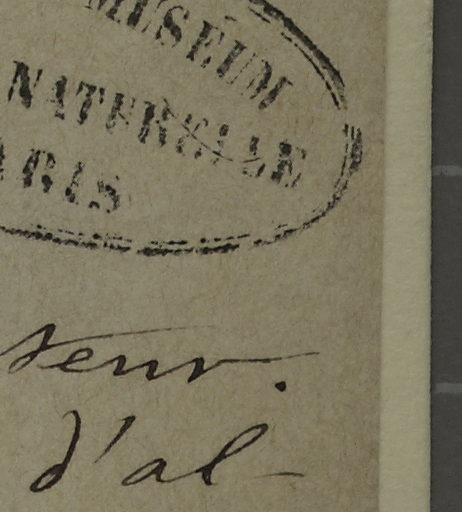 MUSEUM
NATURELLE
ARIS
teur.
d'al-